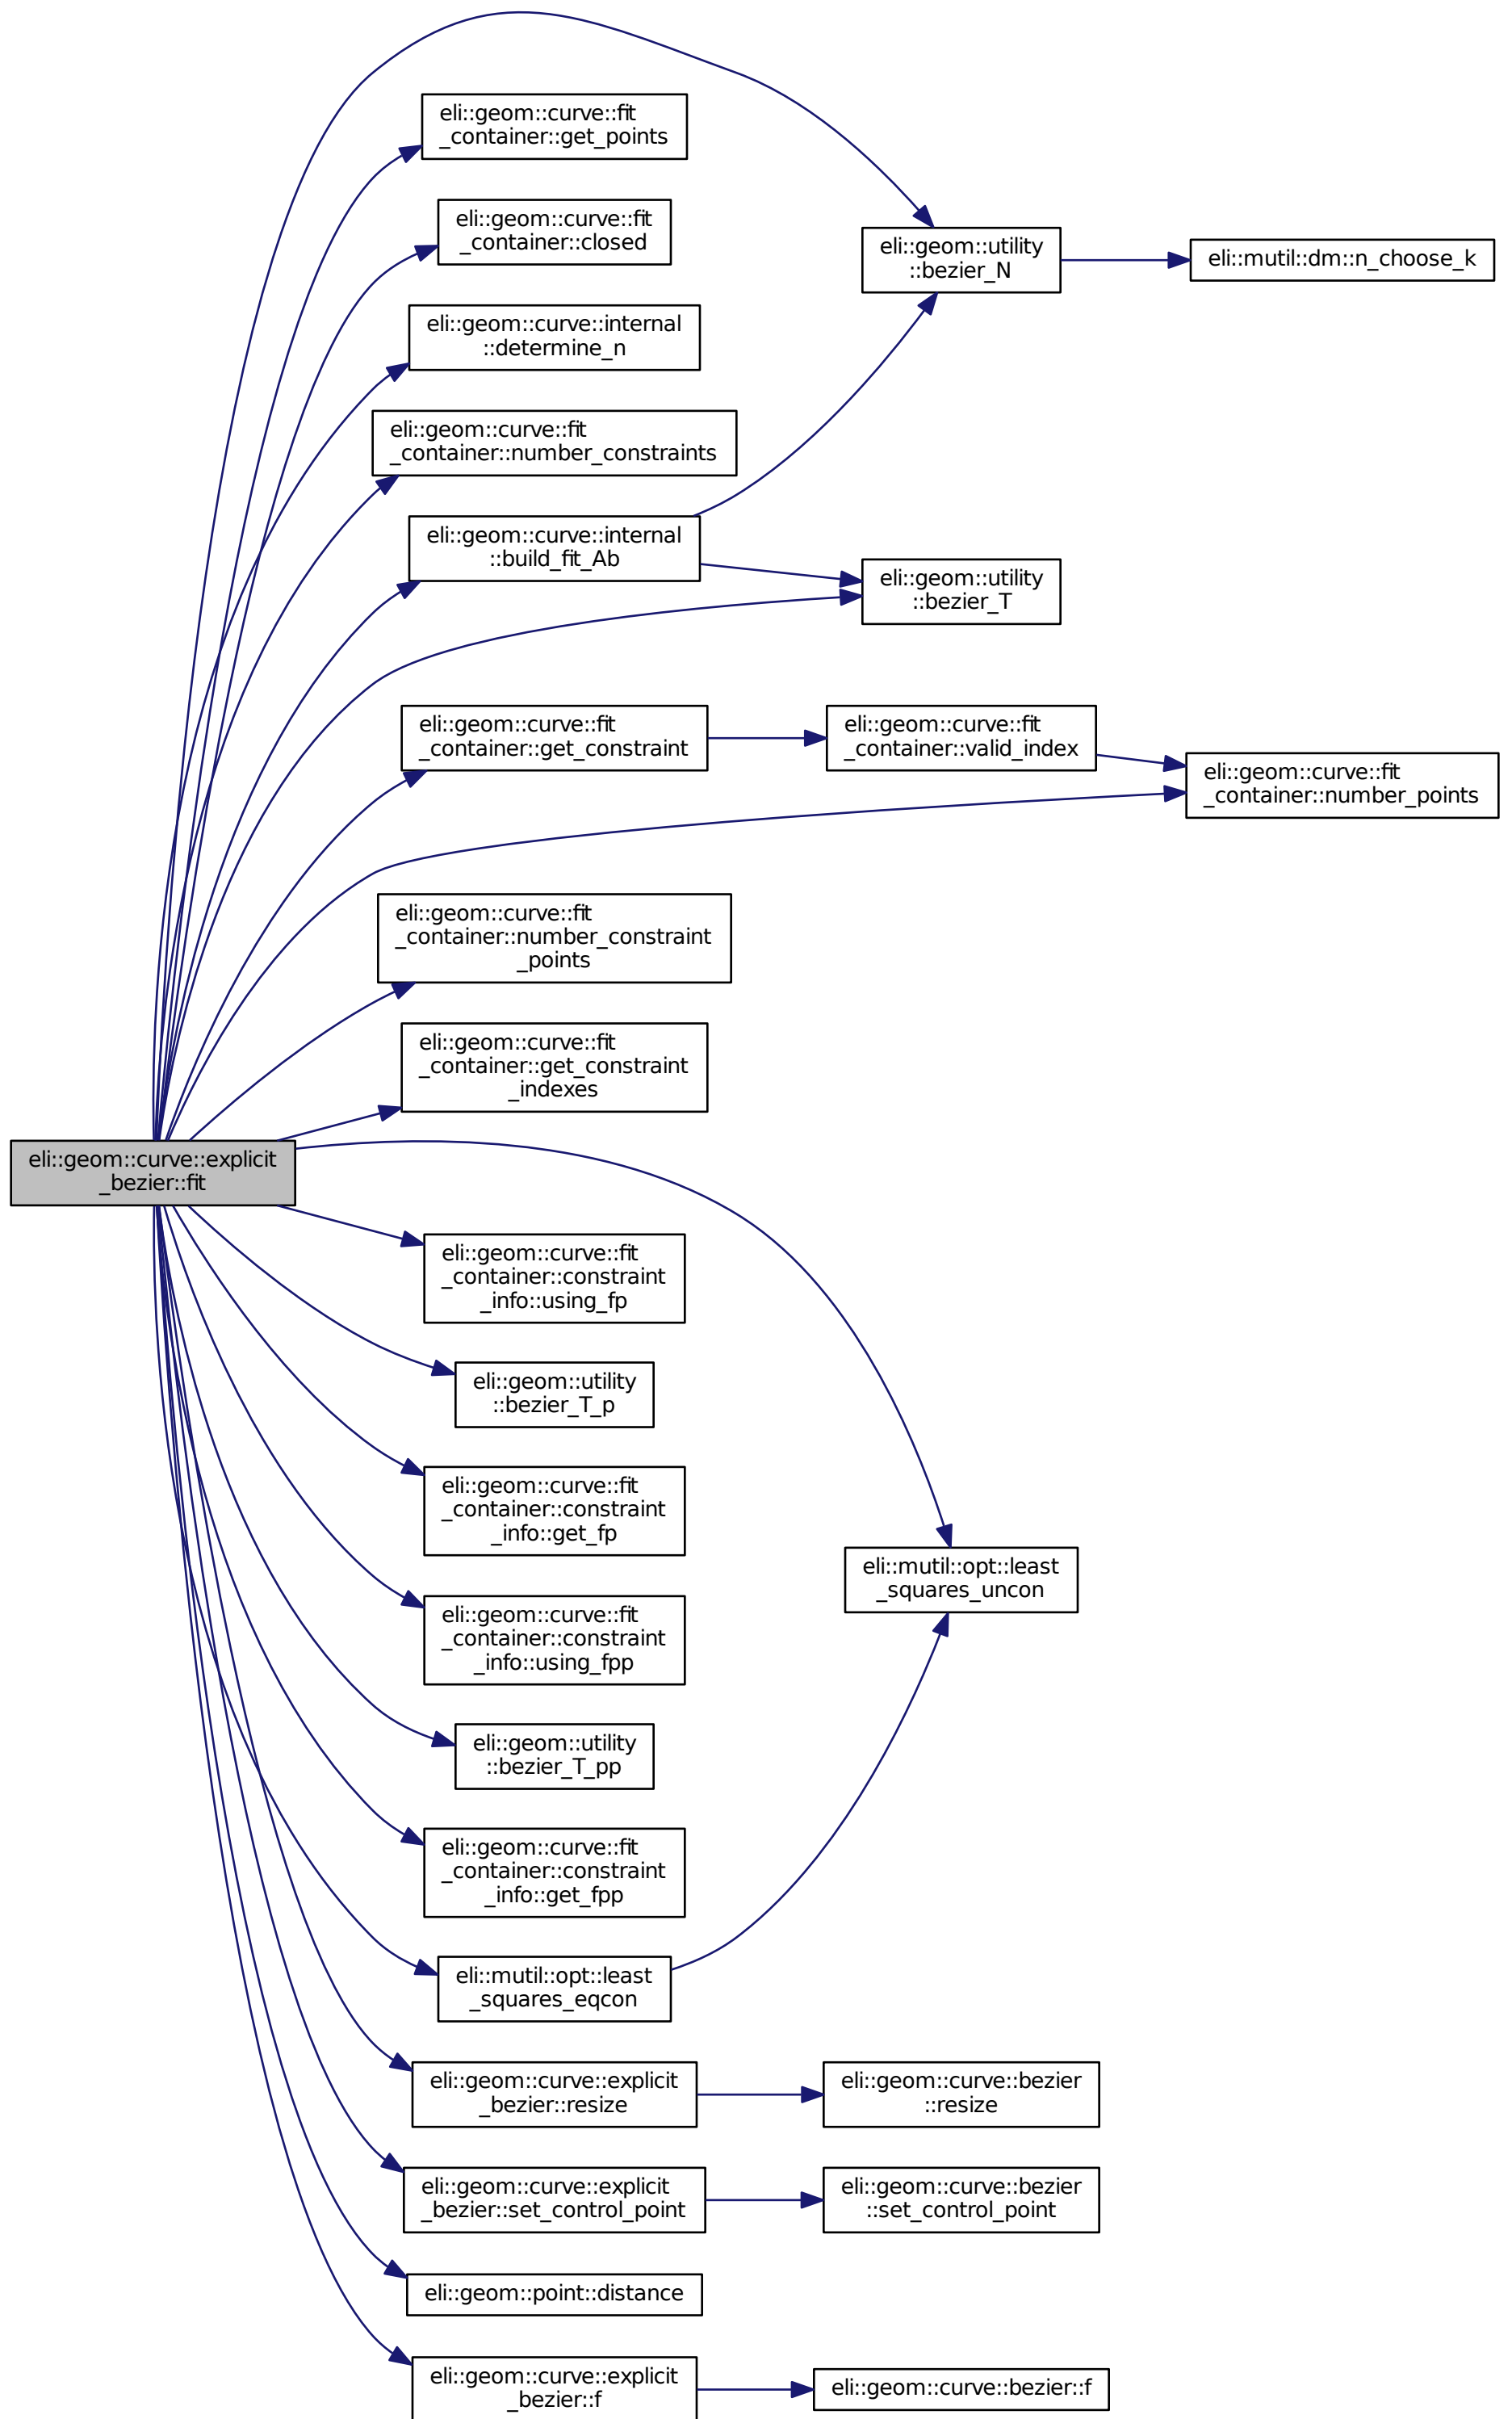 eli::geom::curve::fit
_container::get_points
eli::geom::curve::fit
_container::closed
eli::geom::utility
::bezier_N
eli::mutil::dm::n_choose_k
eli::geom::curve::internal
::determine_n
eli::geom::curve::fit
_container::number_constraints
eli::geom::curve::internal
::build_fit_Ab
eli::geom::utility
::bezier_T
eli::geom::curve::fit
_container::get_constraint
eli::geom::curve::fit
_container::valid_index
eli::geom::curve::fit
_container::number_points
eli::geom::curve::fit
_container::number_constraint
_points
eli::geom::curve::fit
_container::get_constraint
_indexes
eli::geom::curve::explicit
_bezier::fit
eli::geom::curve::fit
_container::constraint
_info::using_fp
eli::geom::utility
::bezier_T_p
eli::geom::curve::fit
_container::constraint
_info::get_fp
eli::mutil::opt::least
_squares_uncon
eli::geom::curve::fit
_container::constraint
_info::using_fpp
eli::geom::utility
::bezier_T_pp
eli::geom::curve::fit
_container::constraint
_info::get_fpp
eli::mutil::opt::least
_squares_eqcon
eli::geom::curve::explicit
_bezier::resize
eli::geom::curve::bezier
::resize
eli::geom::curve::explicit
_bezier::set_control_point
eli::geom::curve::bezier
::set_control_point
eli::geom::point::distance
eli::geom::curve::explicit
_bezier::f
eli::geom::curve::bezier::f